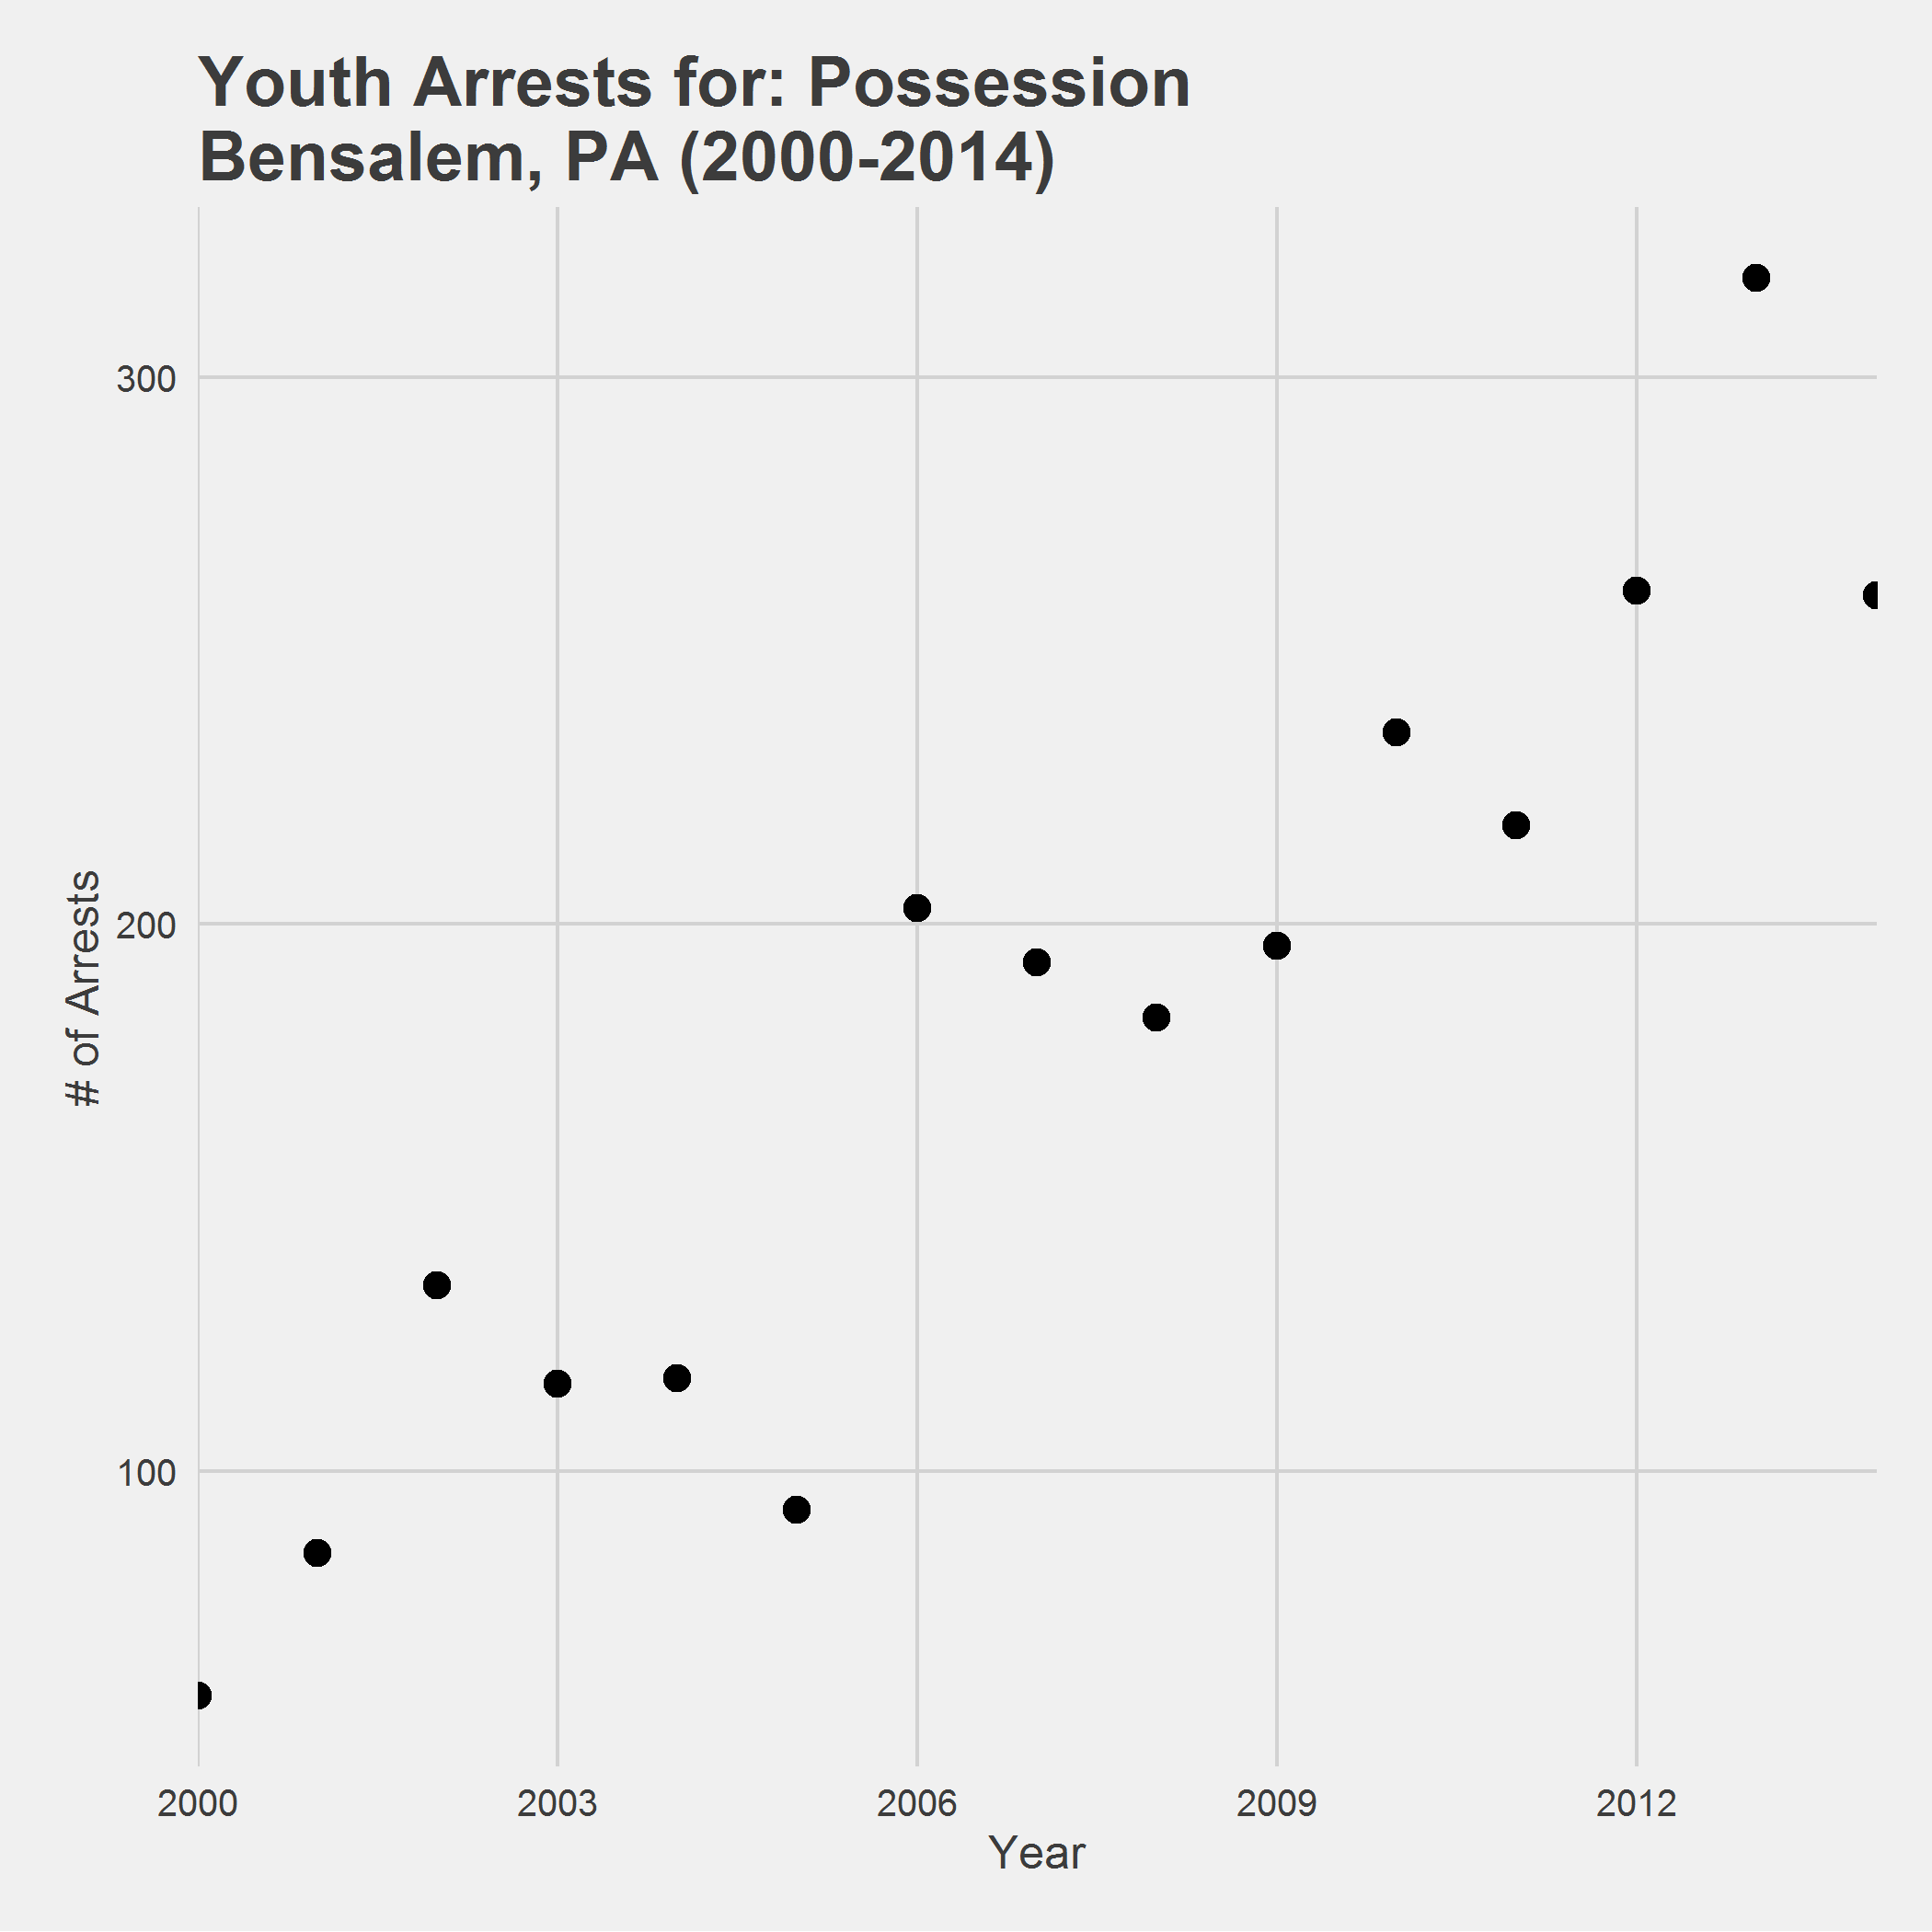 Youth Arrests for: Possession
Bensalem, PA (2000-2014)
300
200
100
# of Arrests
2000 2003 2006 2009 2012
Year